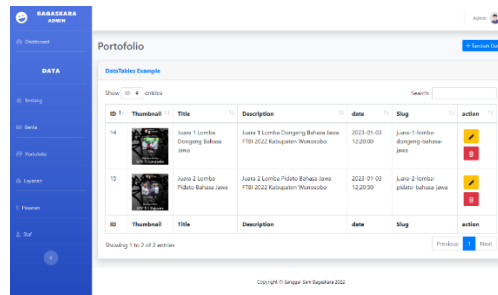 BAGASKARA
ADMIN
Admin
Dashboard
Portofolio
+ Tambah Da
DATA
DataTables Example
Show 10 entries
Search:
Tentang
ID Thumbnail Title Description date Slug action
Berita
14 Juara 1 Lomba Dongeng Bahasa Jawa
Juara 1 Lomba Dongeng Bahasa Jawa FTBI 2022 Kabupaten Wonosobo
2023-01-03 12:20:00
juara-1-lomba-dongeng-bahasa-jawa
Portofolio
Layanan
15 Juara 2 Lomba Pidato Bahasa Jawa
Juara 2 Lomba Pidato Bahasa Jawa FTBI 2022 Kabupaten Wonosobo
2023-01-03 12:20:50
juara-2-lomba-pidato-bahasa-jawa
Pesanan
Staf
ID Thumbnail Title Description date Slug action
Showing 1 to 2 of 2 entries
Previous 1 Next
Copyright © Sanggar Seni Bagaskara 2022